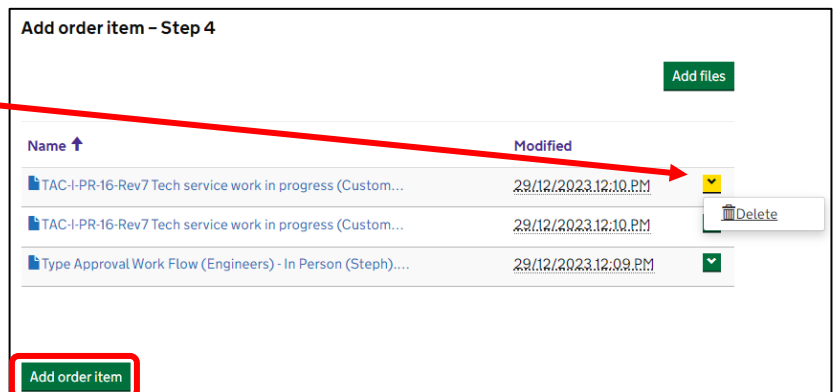 Add order item – Step 4
Add files
Name Modified
TAC-I-PR-16-Rev7 Tech service work in progress (Custom... 29/12/2023 12:10 PM
Delete
TAC-I-PR-16-Rev7 Tech service work in progress (Custom... 29/12/2023 12:10 PM
Type Approval Work Flow (Engineers) - In Person (Steph).... 29/12/2023 12:09 PM
Add order item